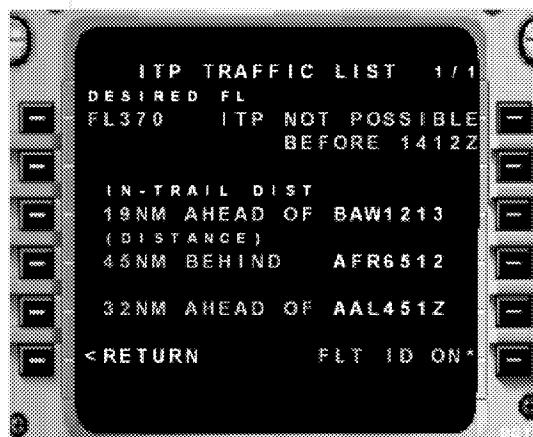 ITP TRAFFIC LIST 1/1
DESIRED FL
FL370 ITP NOT POSSIBLE
BEFORE 1412Z
IN-TRAIL DIST
19NM AHEAD OF BAW1213
(DISTANCE)
45NM BEHIND AFR6512
32NM AHEAD OF AAL451Z
<RETURN FLT ID ON*